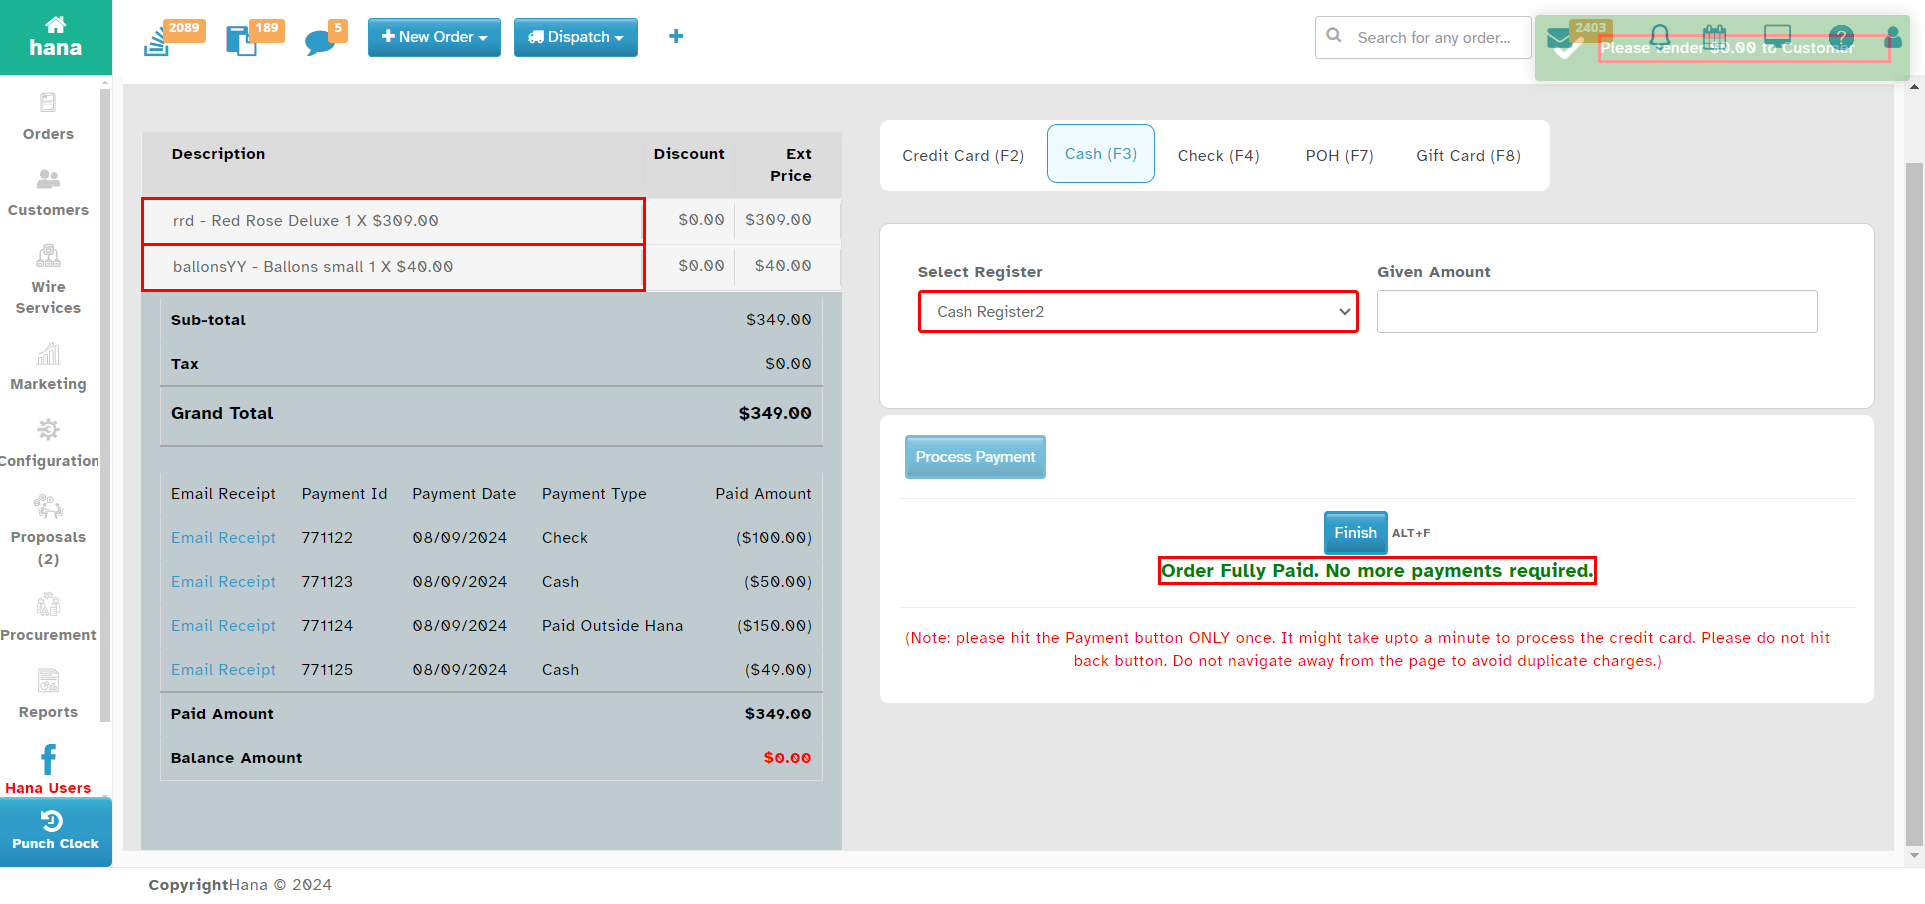 hana
2089
189
5
New Order
Dispatch
Search for any order...
2403
Please Tender $0.00 to Customer
Orders
Customers
Wire
Services
Marketing
Configuration
Proposals
(2)
Procurement
Reports
Hana Users
Punch Clock
Description Discount Ext
Price
rrd - Red Rose Deluxe 1 X $309.00 $0.00 $309.00
ballonsYY - Ballons small 1 X $40.00 $0.00 $40.00
Sub-total $349.00
Tax $0.00
Grand Total $349.00
Email Receipt Payment Id Payment Date Payment Type Paid Amount
Email Receipt 771122 08/09/2024 Check ($100.00)
Email Receipt 771123 08/09/2024 Cash ($50.00)
Email Receipt 771124 08/09/2024 Paid Outside Hana ($150.00)
Email Receipt 771125 08/09/2024 Cash ($49.00)
Paid Amount $349.00
Balance Amount $0.00
Credit Card (F2) Cash (F3) Check (F4) POH (F7) Gift Card (F8)
Select Register Given Amount
Cash Register2
Process Payment
Finish ALT+F
Order Fully Paid. No more payments required.
(Note: please hit the Payment button ONLY once. It might take upto a minute to process the credit card. Please do not hit
back button. Do not navigate away from the page to avoid duplicate charges.)
CopyrightHana © 2024